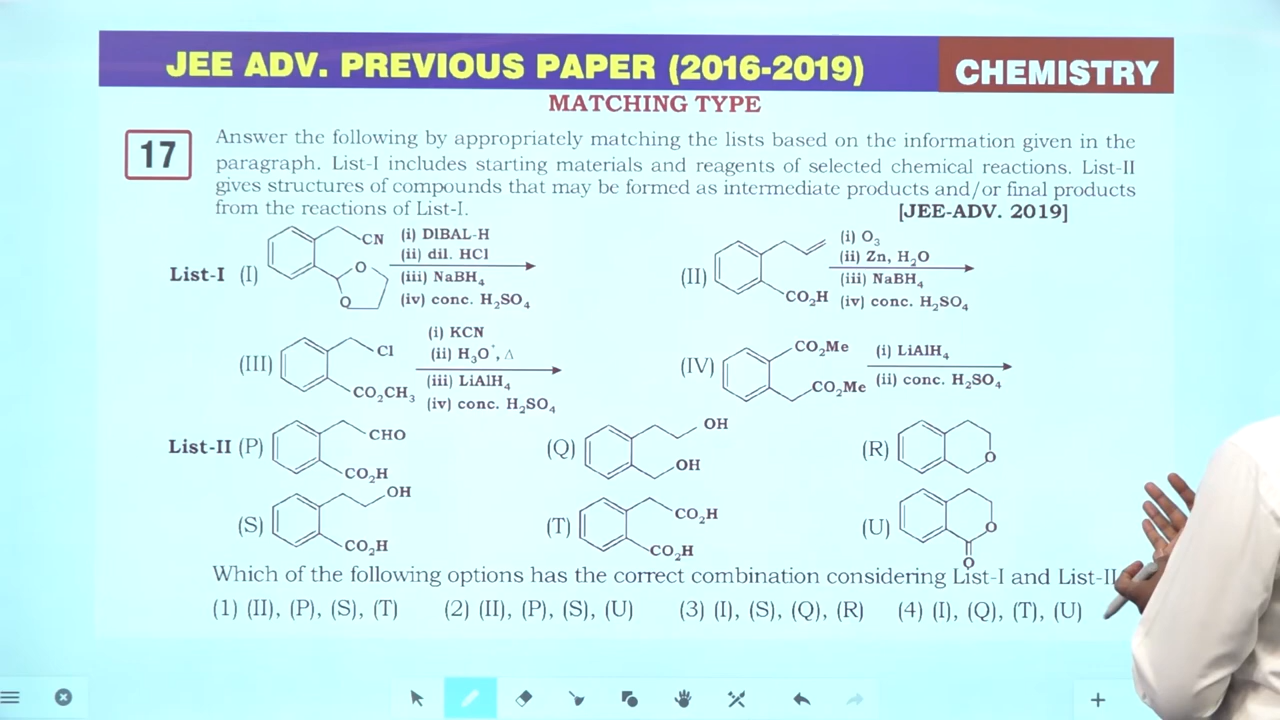 JEE ADV. PREVIOUS PAPER (2016-2019) CHEMISTRY
MATCHING TYPE
17
Answer the following by appropriately matching the lists based on the information given in the
paragraph. List-I includes starting materials and reagents of selected chemical reactions. List-II
gives structures of compounds that may be formed as intermediate products and/or final products
from the reactions of List-I. [JEE-ADV. 2019]
List-I (I) CN O O (i) DIBAL-H
(ii) dil. HCl
(iii) NaBH₄
(iv) conc. H₂SO₄
(II) CO₂H (i) O₃
(ii) Zn, H₂O
(iii) NaBH₄
(iv) conc. H₂SO₄
(III) Cl CO₂CH₃ (i) KCN
(ii) H₃O⁺, Δ
(iii) LiAlH₄
(iv) conc. H₂SO₄
(IV) CO₂Me CO₂Me (i) LiAlH₄
(ii) conc. H₂SO₄
List-II (P) CHO CO₂H
(Q) OH OH
(R) O
(S) OH CO₂H
(T) CO₂H CO₂H
(U) O O
Which of the following options has the correct combination considering List-I and List-II
(1) (II), (P), (S), (T) (2) (II), (P), (S), (U) (3) (I), (S), (Q), (R) (4) (I), (Q), (T), (U)